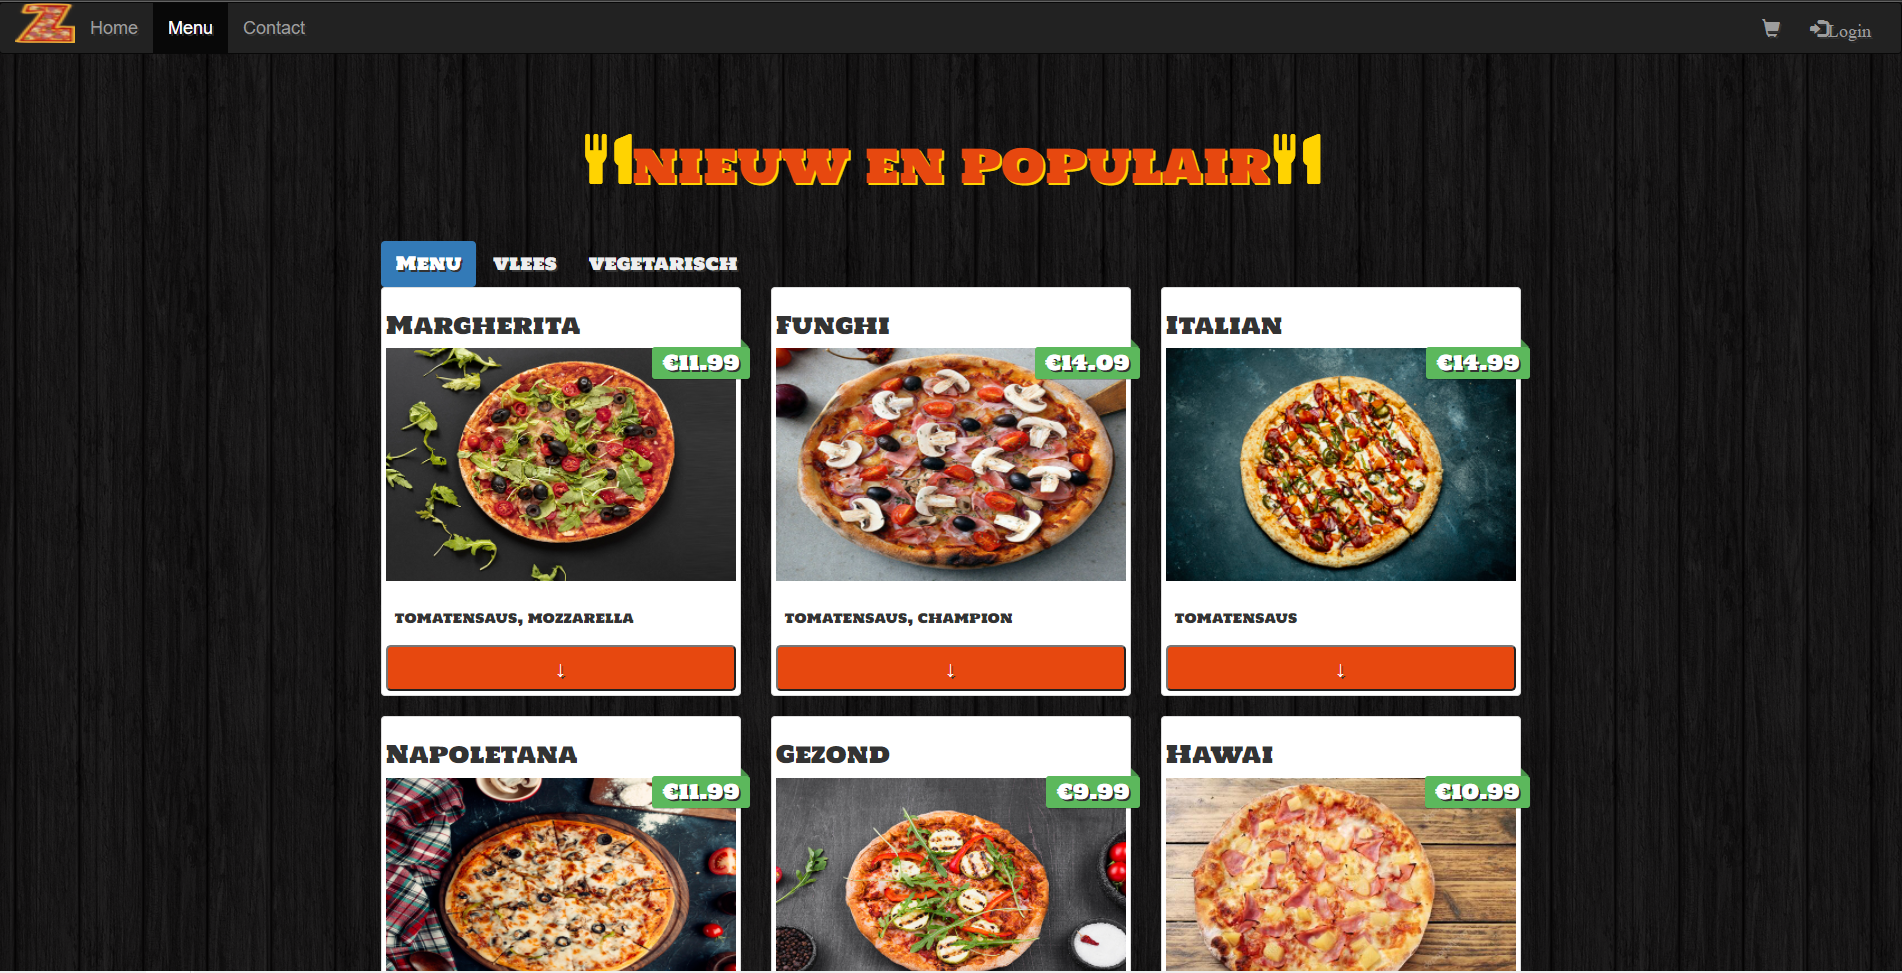 Z Home Menu Contact Login
NIEUW EN POPULAIR
Menu vlees vegetarisch
Margherita
€11.99
tomatensaus, mozzarella
↓
Funghi
€14.09
tomatensaus, champion
↓
Italian
€14.99
tomatensaus
↓
Napoletana
€11.99
Gezond
€9.99
Hawai
€10.99